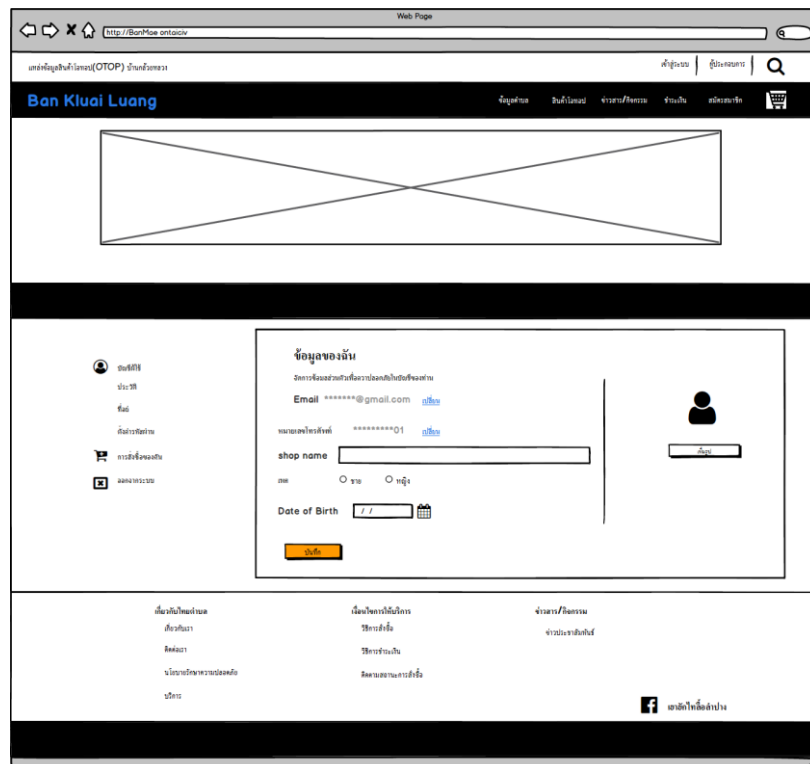 Web Page
http://BanMae ontaiciv
แหล่งข้อมูลสินค้าโอทอป(OTOP) บ้านกล้วยหลวง
เข้าสู่ระบบ ผู้ประกอบการ
Ban Kluai Luang
ข้อมูลตำบล สินค้าโอทอป ข่าวสาร/กิจกรรม ชำระเงิน สมัครสมาชิก
ข้อมูลของฉัน
จัดการข้อมูลส่วนตัวเพื่อความปลอดภัยในบัญชีของท่าน
Email *******@gmail.com เปลี่ยน
หมายเลขโทรศัพท์ *********01 เปลี่ยน
shop name
เพศ ชาย หญิง
Date of Birth / /
บันทึก
บัญชีผู้ใช้
ประวัติ
ที่อยู่
ตั้งค่ารหัสผ่าน
การสั่งซื้อของฉัน
ออกจากระบบ
เกี่ยวกับไทยตำบล
เกี่ยวกับเรา
ติดต่อเรา
นโยบายรักษาความปลอดภัย
บริการ
เงื่อนไขการให้บริการ
วิธีการสั่งซื้อ
วิธีการชำระเงิน
ติดตามสถานะการสั่งซื้อ
ข่าวสาร/กิจกรรม
ข่าวประชาสัมพันธ์